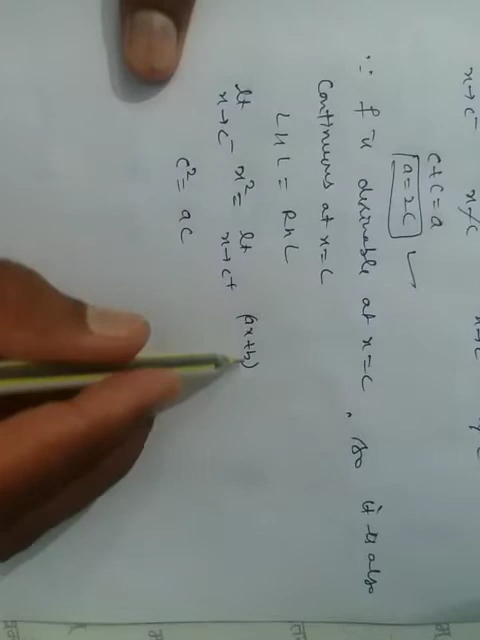 x→c⁻ x≠c x→c
c+c=a
a=2c ✓
∵ f is derivable at x=c, so it is also
Continuous at x=c
LHL = RHL
lt x→c⁻ x² = lt x→c⁺ (ax+b)
c² = ac